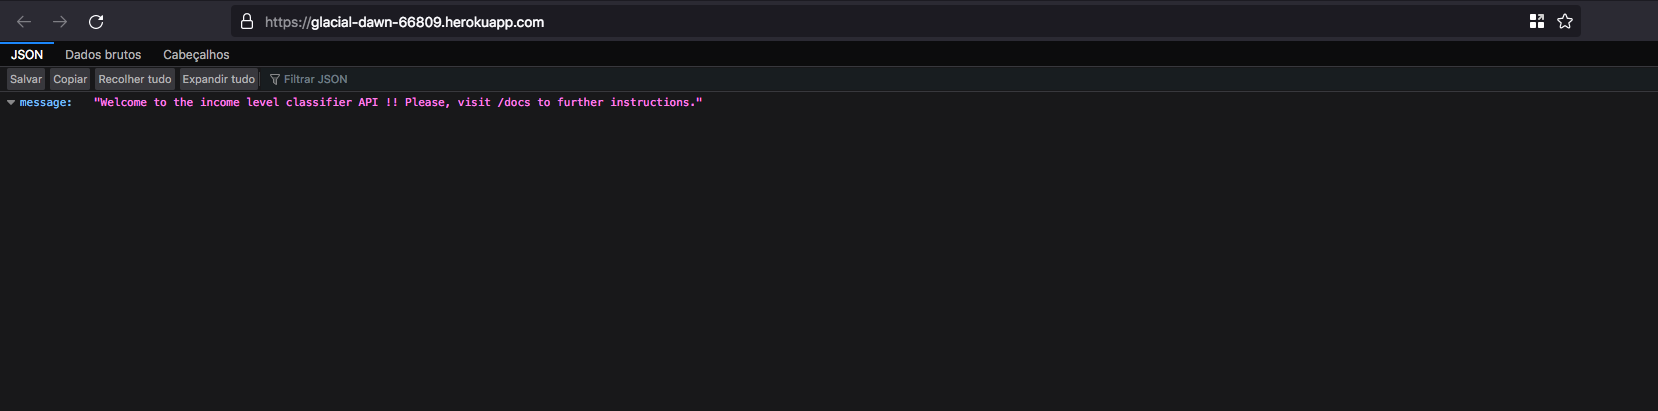 https://glacial-dawn-66809.herokuapp.com
JSON Dados brutos Cabeçalhos
Salvar Copiar Recolher tudo Expandir tudo Filtrar JSON
message: "Welcome to the income level classifier API !! Please, visit /docs to further instructions."